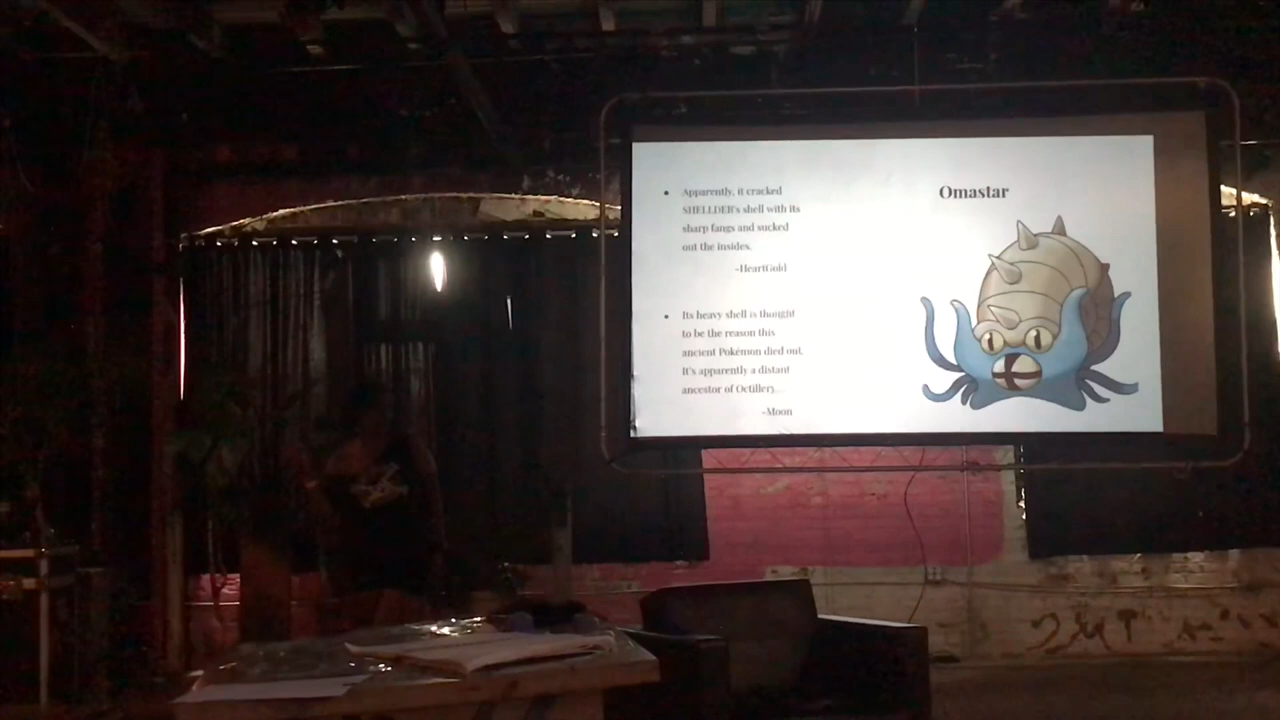 Omastar
Apparently, it cracked
SHELLDER's shell with its
sharp fangs and sucked
out the insides.
-HeartGold
Its heavy shell is thought
to be the reason this
ancient Pokémon died out.
It's apparently a distant
ancestor of Octillery...
-Moon